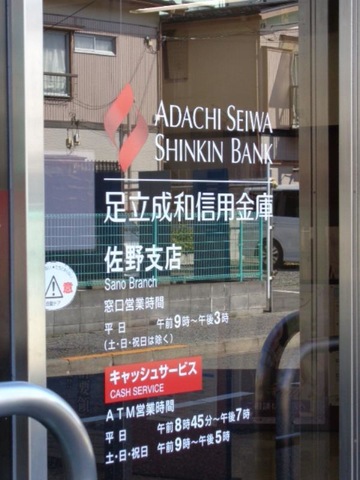 ADACHI SEIWA
SHINKIN BANK
足立成和信用金庫
佐野支店
Sano Branch
窓口営業時間
平日 午前9時~午後3時
(土・日・祝日は除く)
キャッシュサービス
CASH SERVICE
ATM営業時間
平日 午前8時45分~午後7時
土・日・祝日 午前9時~午後5時